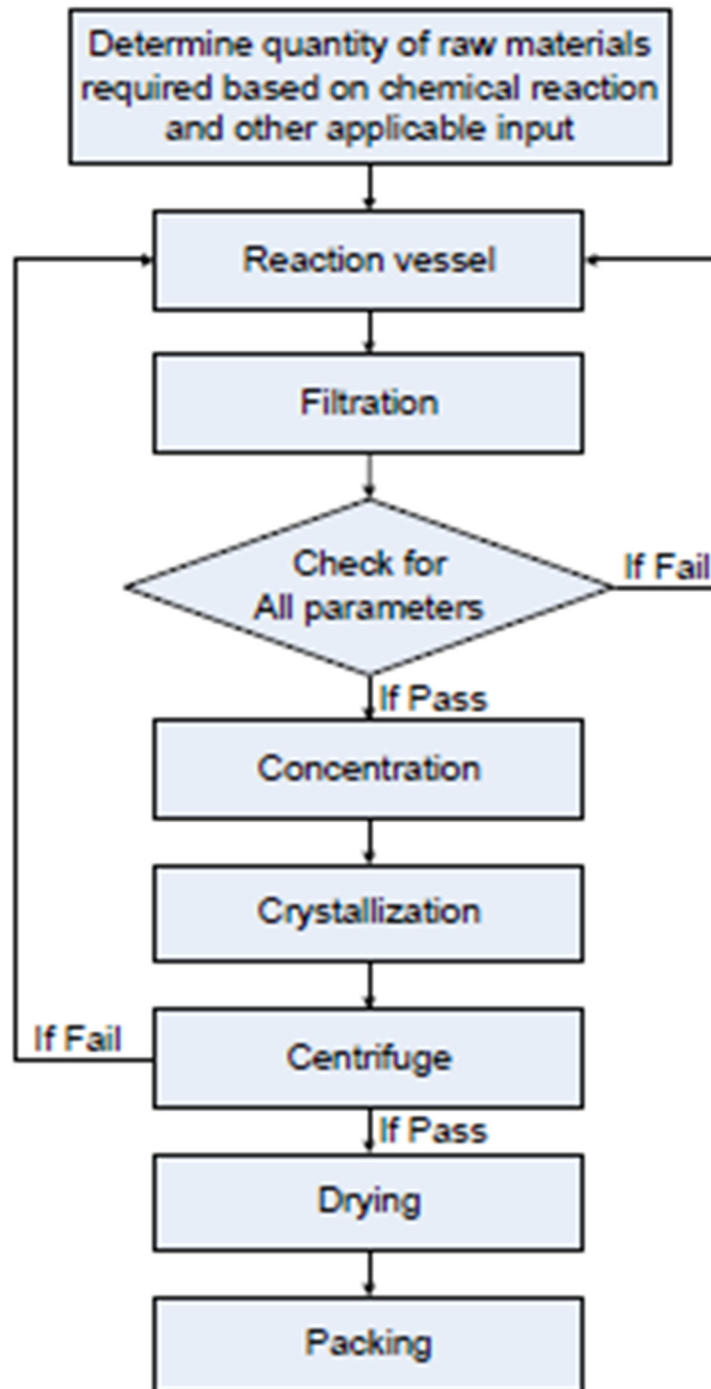 Determine quantity of raw materials
required based on chemical reaction
and other applicable input
Reaction vessel
Filtration
Check for
All parameters
If Fail
If Pass
Concentration
Crystallization
If Fail
Centrifuge
If Pass
Drying
Packing